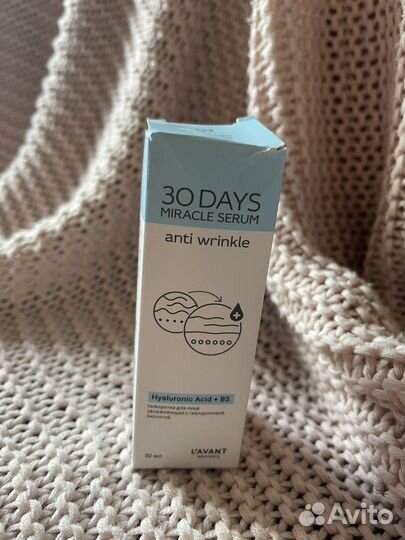 30 DAYS
MIRACLE SERUM
anti wrinkle
Hyaluronic Acid + B5
сыворотка для лица
увлажняющая с гиалуроновой
кислотой
30 мл
L'AVANT
laboratory
Avito